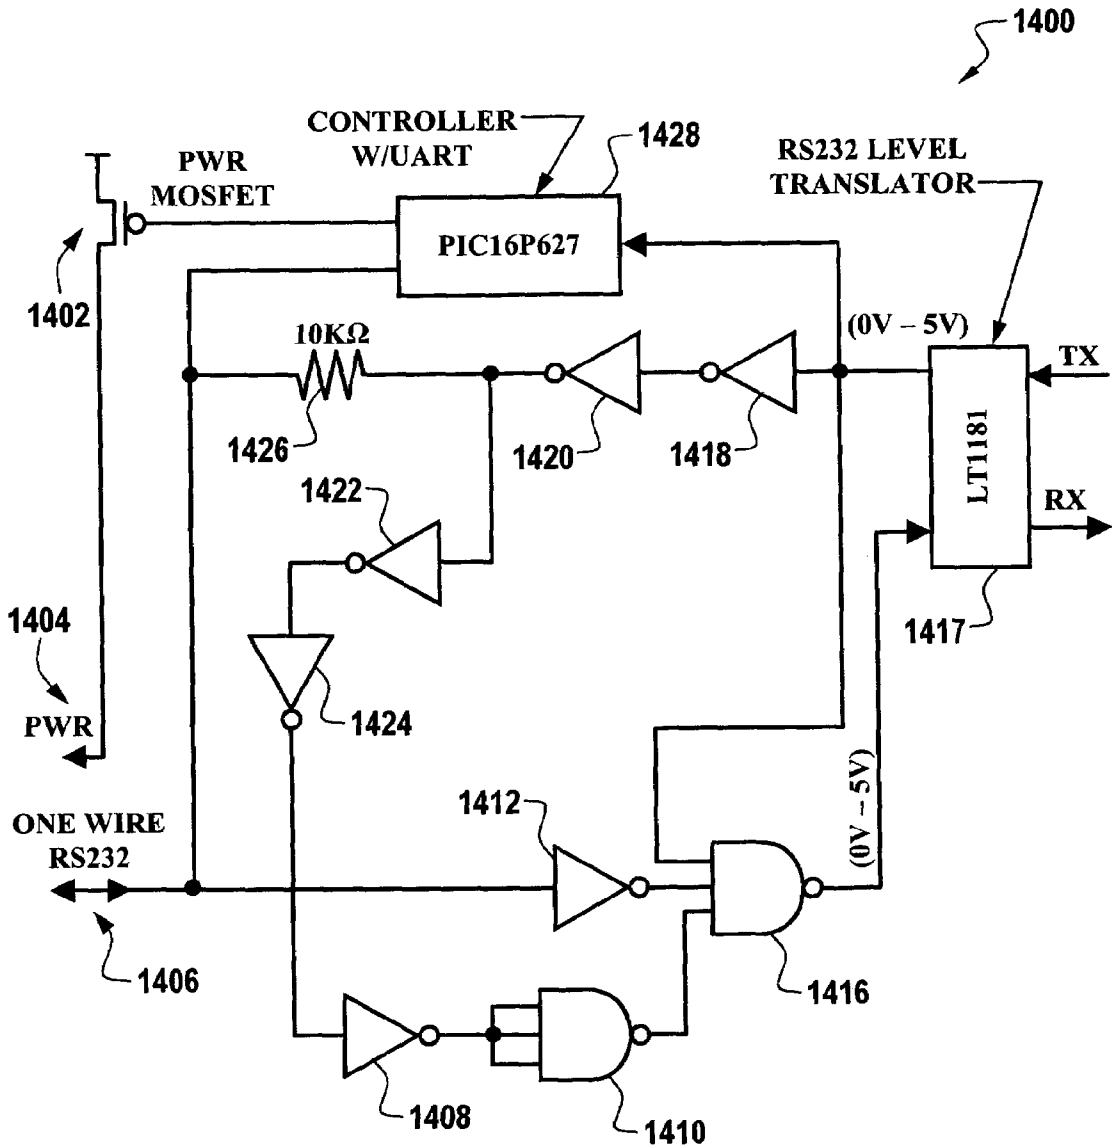 1400
CONTROLLER
W/UART
1428
RS232 LEVEL
TRANSLATOR
PWR
MOSFET
PIC16P627
1402
10KΩ
(0V – 5V)
TX
1426
1420
1418
LT1181
1422
RX
1404
1417
PWR
1424
(0V – 5V)
1412
ONE WIRE
RS232
1406
1416
1408
1410